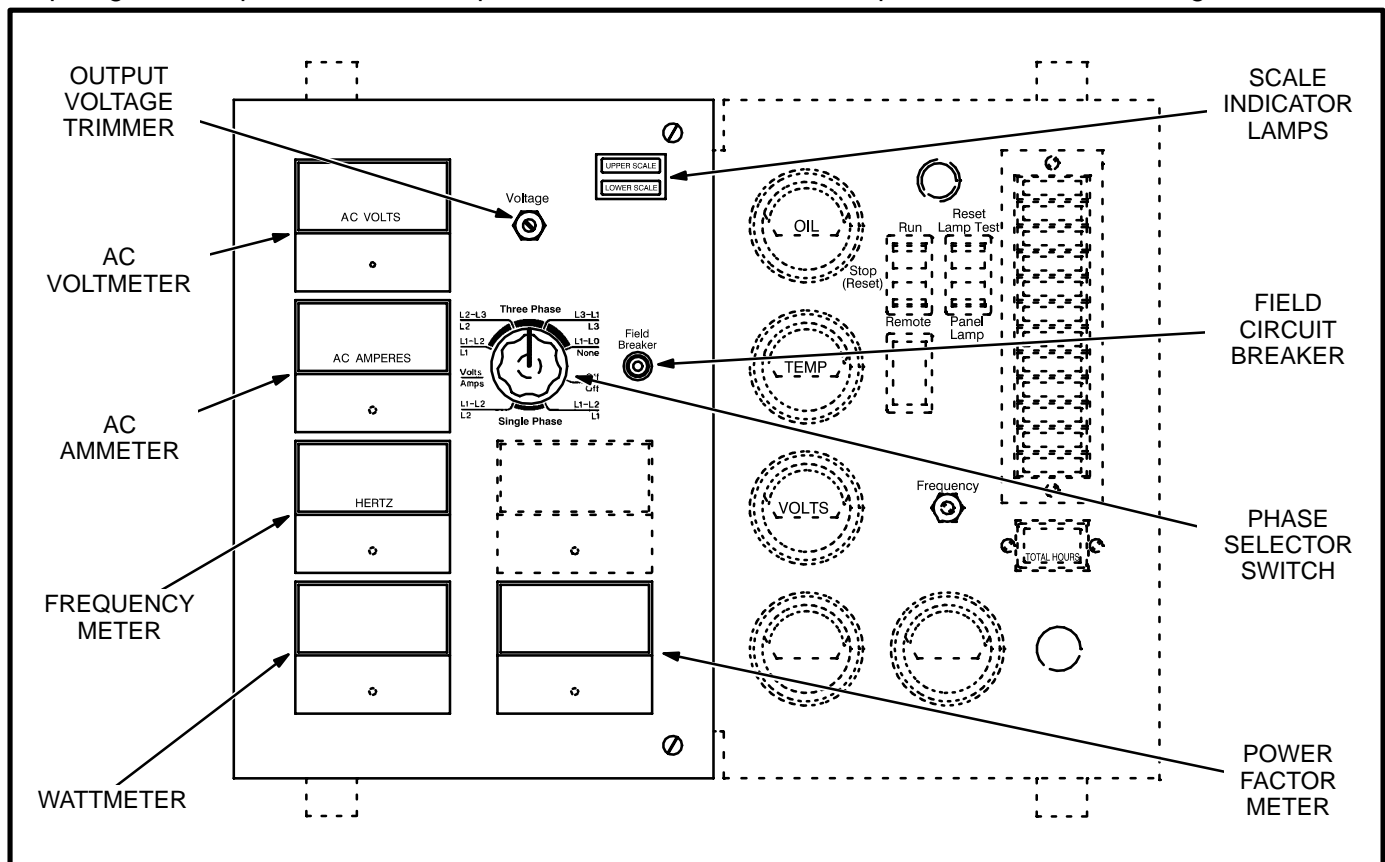 OUTPUT
VOLTAGE
TRIMMER
AC
VOLTMETER
AC
AMMETER
FREQUENCY
METER
WATTMETER
AC VOLTS
AC AMPERES
HERTZ
Voltage
UPPER SCALE
LOWER SCALE
Three Phase
L2–L3
L2
L3–L1
L3
L1–L2
L1
L1–L0
None
Volts
Amps
Off
L1–L2
L2
L1–L2
L1
Single Phase
Field
Breaker
OIL
TEMP
VOLTS
Run
Stop
(Reset)
Remote
Reset
Lamp Test
Panel
Lamp
Frequency
TOTAL HOURS
SCALE
INDICATOR
LAMPS
FIELD
CIRCUIT
BREAKER
PHASE
SELECTOR
SWITCH
POWER
FACTOR
METER